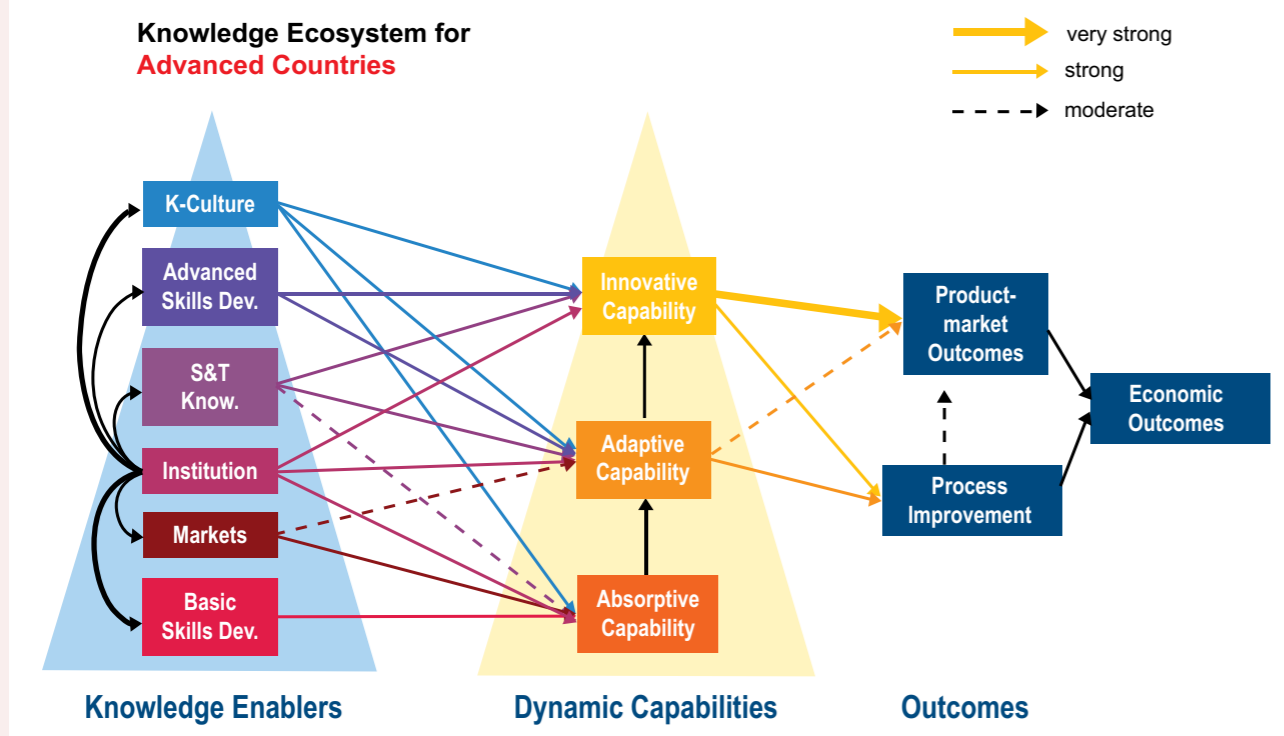 Knowledge Ecosystem for
Advanced Countries
very strong
strong
moderate
K-Culture
Advanced
Skills Dev.
S&T
Know.
Institution
Markets
Basic
Skills Dev.
Innovative
Capability
Adaptive
Capability
Absorptive
Capability
Product-
market
Outcomes
Process
Improvement
Economic
Outcomes
Knowledge Enablers
Dynamic Capabilities
Outcomes